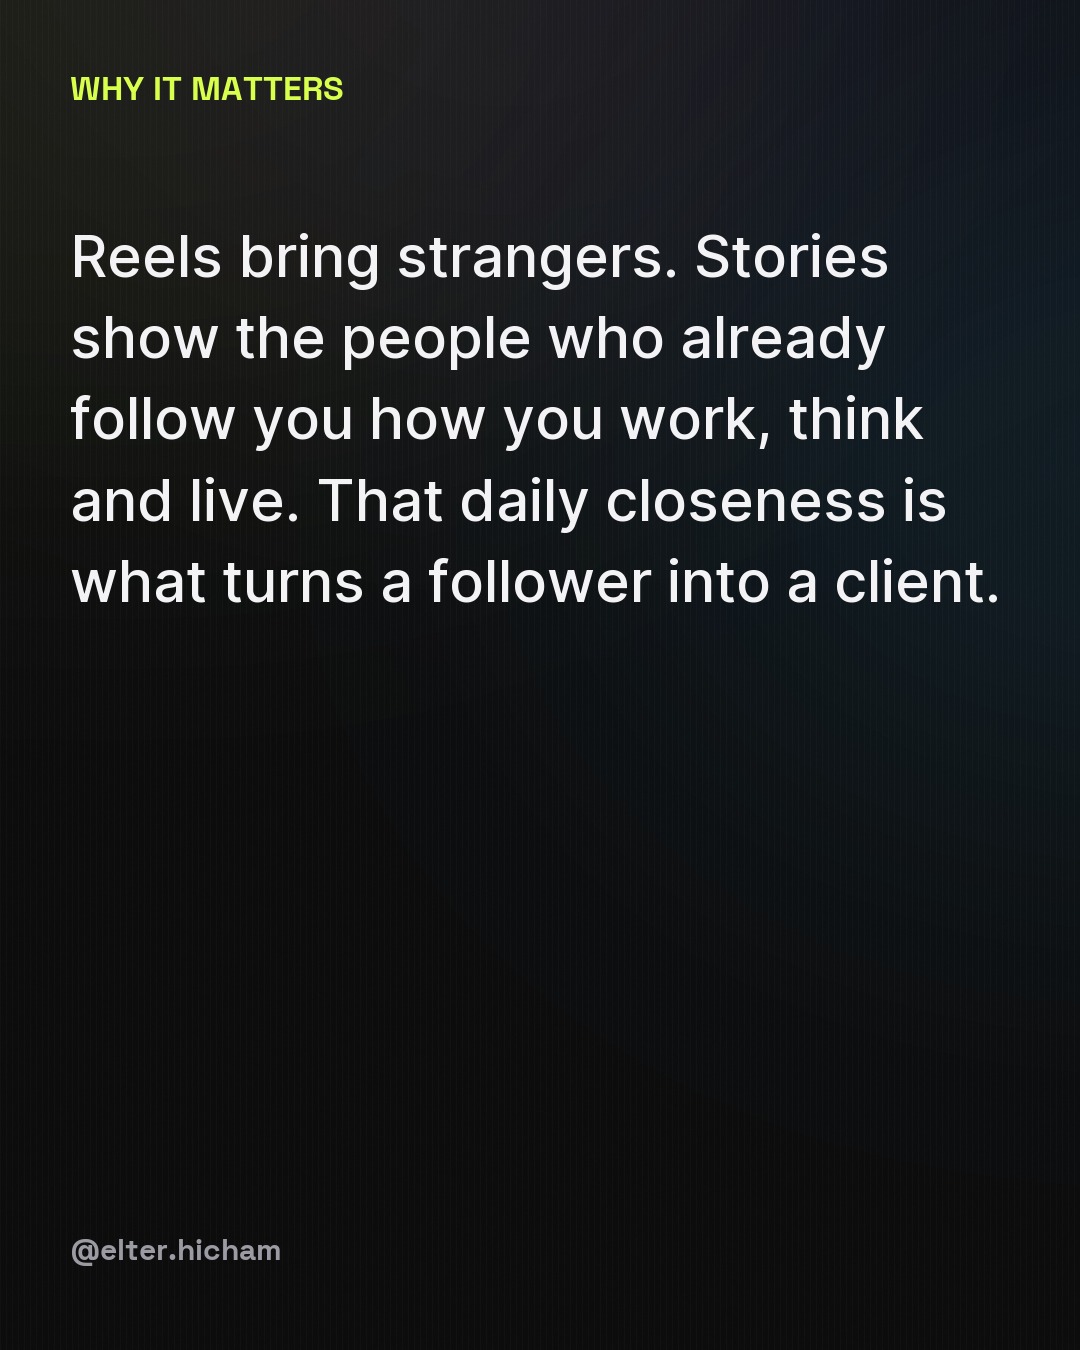 WHY IT MATTERS
Reels bring strangers. Stories
show the people who already
follow you how you work, think
and live. That daily closeness is
what turns a follower into a client.
@elter.hicham